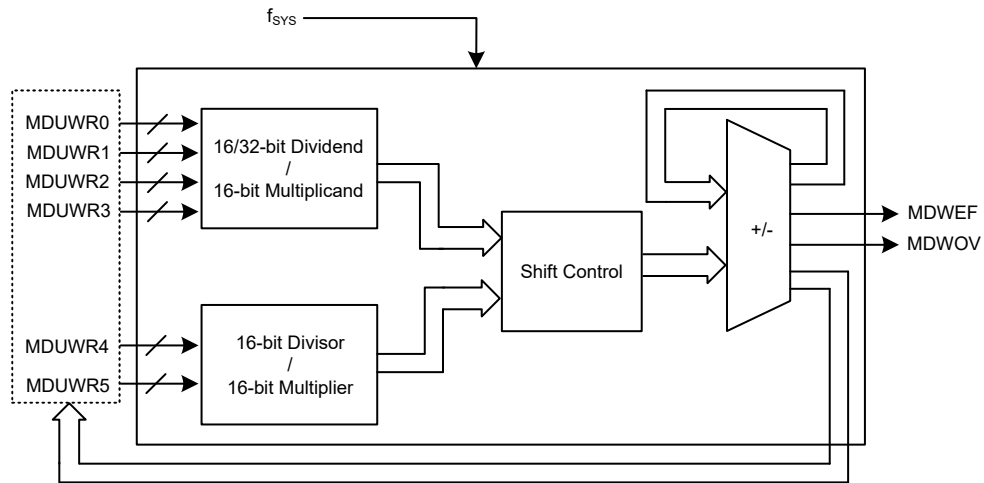 fSYS
MDUWR0
MDUWR1
MDUWR2
MDUWR3
MDUWR4
MDUWR5
16/32-bit Dividend
/
16-bit Multiplicand
16-bit Divisor
/
16-bit Multiplier
Shift Control
+/-
MDWEF
MDWOV